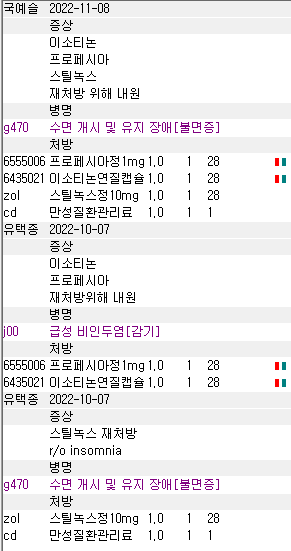 국예슬 2022-11-08
증상
이소티논
프로페시아
스틸녹스
재처방 위해 내원
병명
g470 수면 개시 및 유지 장애[불면증]
처방
6555006 프로페시아정1mg 1.0 1 28
6435021 이소티논연질캡슐 1.0 1 28
zol 스틸녹스정10mg 1.0 1 28
cd 만성질환관리료 1.0 1 1
유택종 2022-10-07
증상
이소티논
프로페시아
재처방위해 내원
병명
j00 급성 비인두염[감기]
처방
6555006 프로페시아정1mg 1.0 1 28
6435021 이소티논연질캡슐 1.0 1 28
유택종 2022-10-07
증상
스틸녹스 재처방
r/o insomnia
병명
g470 수면 개시 및 유지 장애[불면증]
처방
zol 스틸녹스정10mg 1.0 1 28
cd 만성질환관리료 1.0 1 1